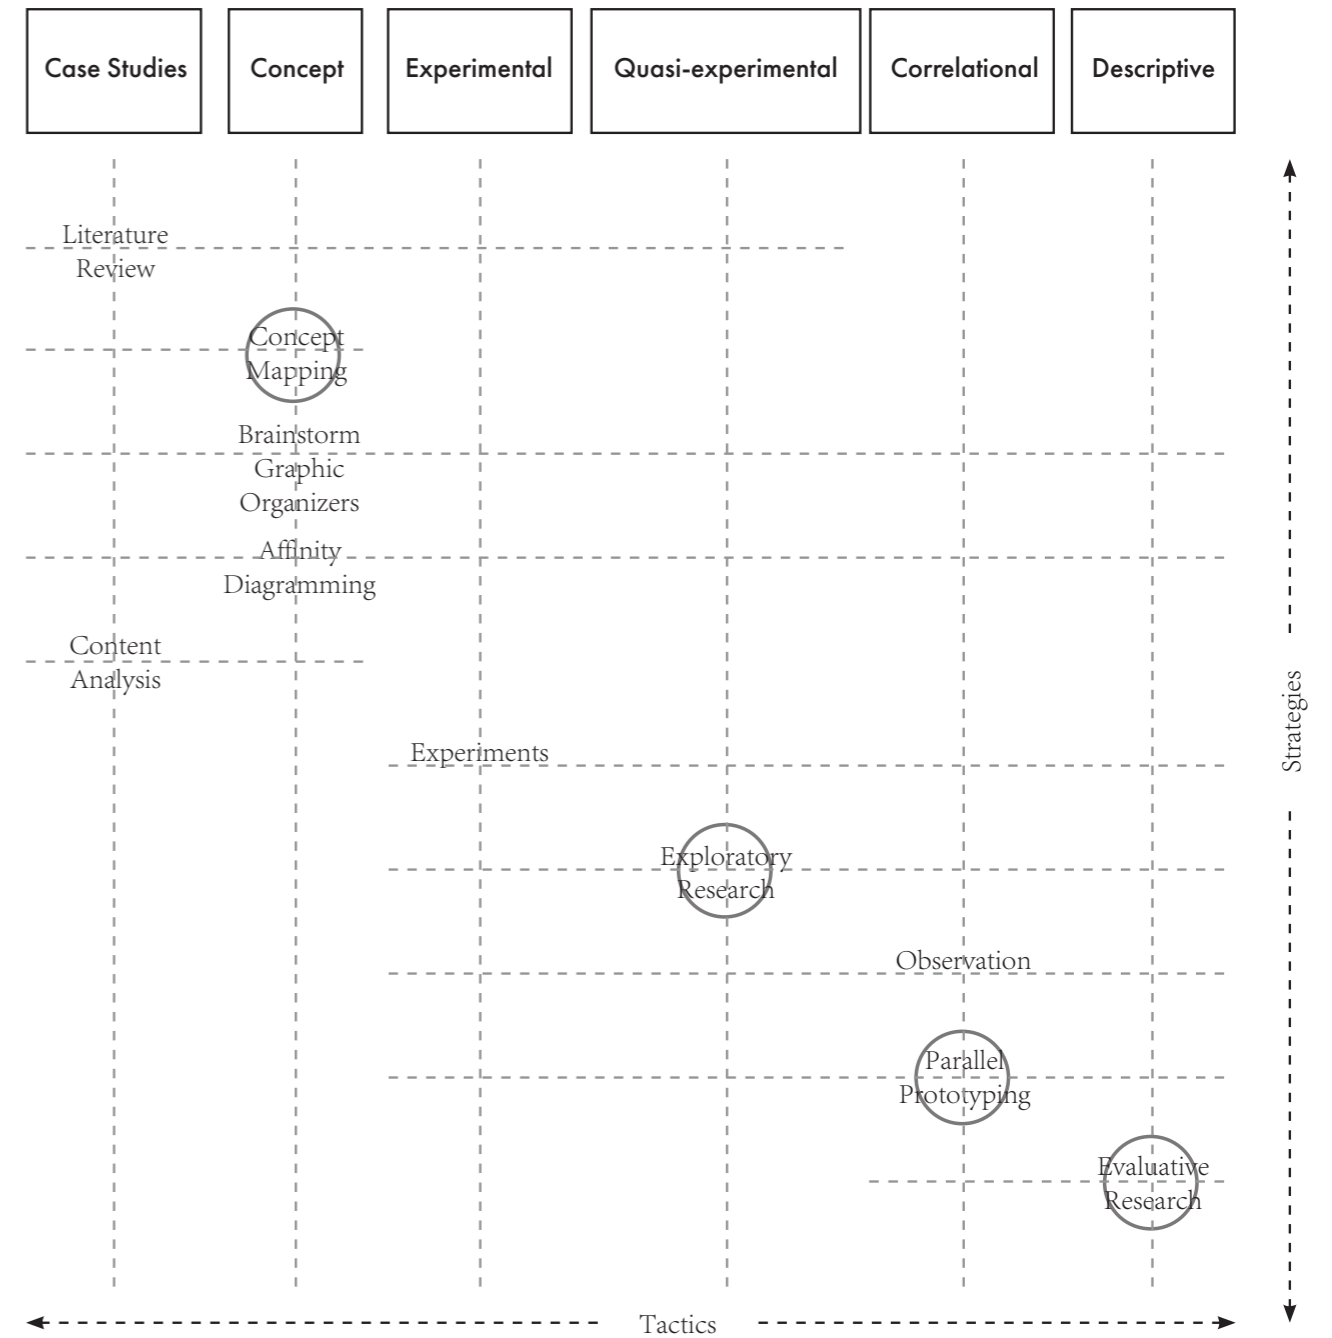 Case Studies
Concept
Experimental
Quasi-experimental
Correlational
Descriptive
Literature
Review
Concept
Mapping
Brainstorm
Graphic
Organizers
Affinity
Diagramming
Content
Analysis
Experiments
Exploratory
Research
Observation
Parallel
Prototyping
Evaluative
Research
Strategies
Tactics